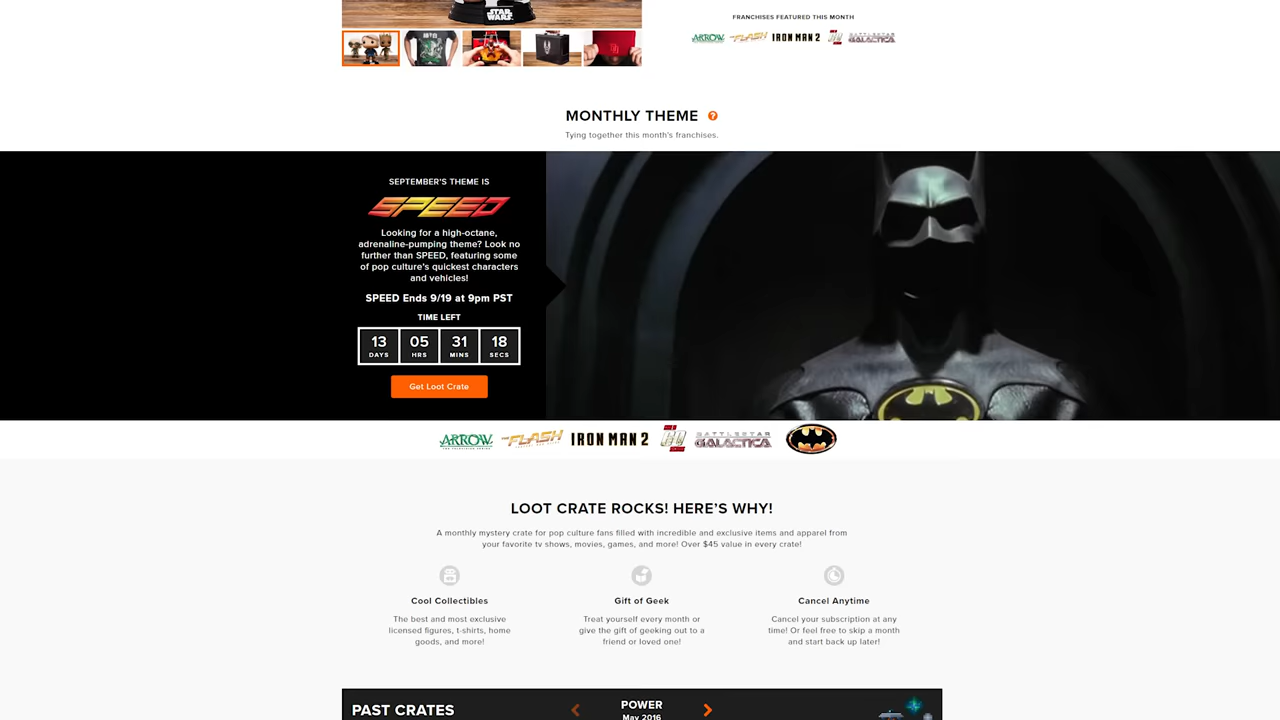 STAR
WARS
FRANCHISES FEATURED THIS MONTH
ARROW THE FLASH IRON MAN 2 BATTLESTAR GALACTICA
MONTHLY THEME ?
Tying together this month's franchises.
SEPTEMBER'S THEME IS
SPEED
Looking for a high-octane,
adrenaline-pumping theme? Look no
further than SPEED, featuring some
of pop culture's quickest characters
and vehicles!
SPEED Ends 9/19 at 9pm PST
TIME LEFT
13 05 31 18
DAYS HRS MINS SECS
Get Loot Crate
ARROW THE FLASH IRON MAN 2 BATTLESTAR GALACTICA
LOOT CRATE ROCKS! HERE'S WHY!
A monthly mystery crate for pop culture fans filled with incredible and exclusive items and apparel from
your favorite tv shows, movies, games, and more! Over $45 value in every crate!
Cool Collectibles
The best and most exclusive
licensed figures, t-shirts, home
goods, and more!
Gift of Geek
Treat yourself every month or
give the gift of geeking out to a
friend or loved one!
Cancel Anytime
Cancel your subscription at any
time! Or feel free to skip a month
and start back up later!
PAST CRATES
POWER
May 2016